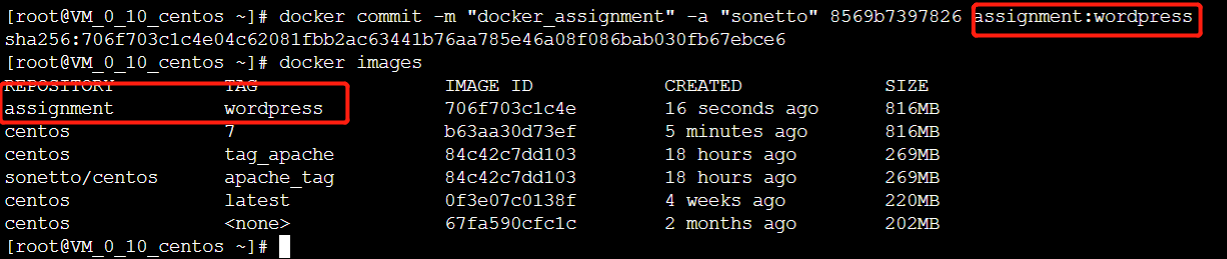 [root@VM_0_10_centos ~]# docker commit -m "docker_assignment" -a "sonetto" 8569b7397826 assignment:wordpress
sha256:706f703c1c4e04c62081fbb2ac63441b76aa785e46a08f086bab030fb67ebce6
[root@VM_0_10_centos ~]# docker images
REPOSITORY TAG IMAGE ID CREATED SIZE
assignment wordpress 706f703c1c4e 16 seconds ago 816MB
centos 7 b63aa30d73ef 5 minutes ago 816MB
centos tag_apache 84c42c7dd103 18 hours ago 269MB
sonetto/centos apache_tag 84c42c7dd103 18 hours ago 269MB
centos latest 0f3e07c0138f 4 weeks ago 220MB
centos <none> 67fa590cfc1c 2 months ago 202MB
[root@VM_0_10_centos ~]#